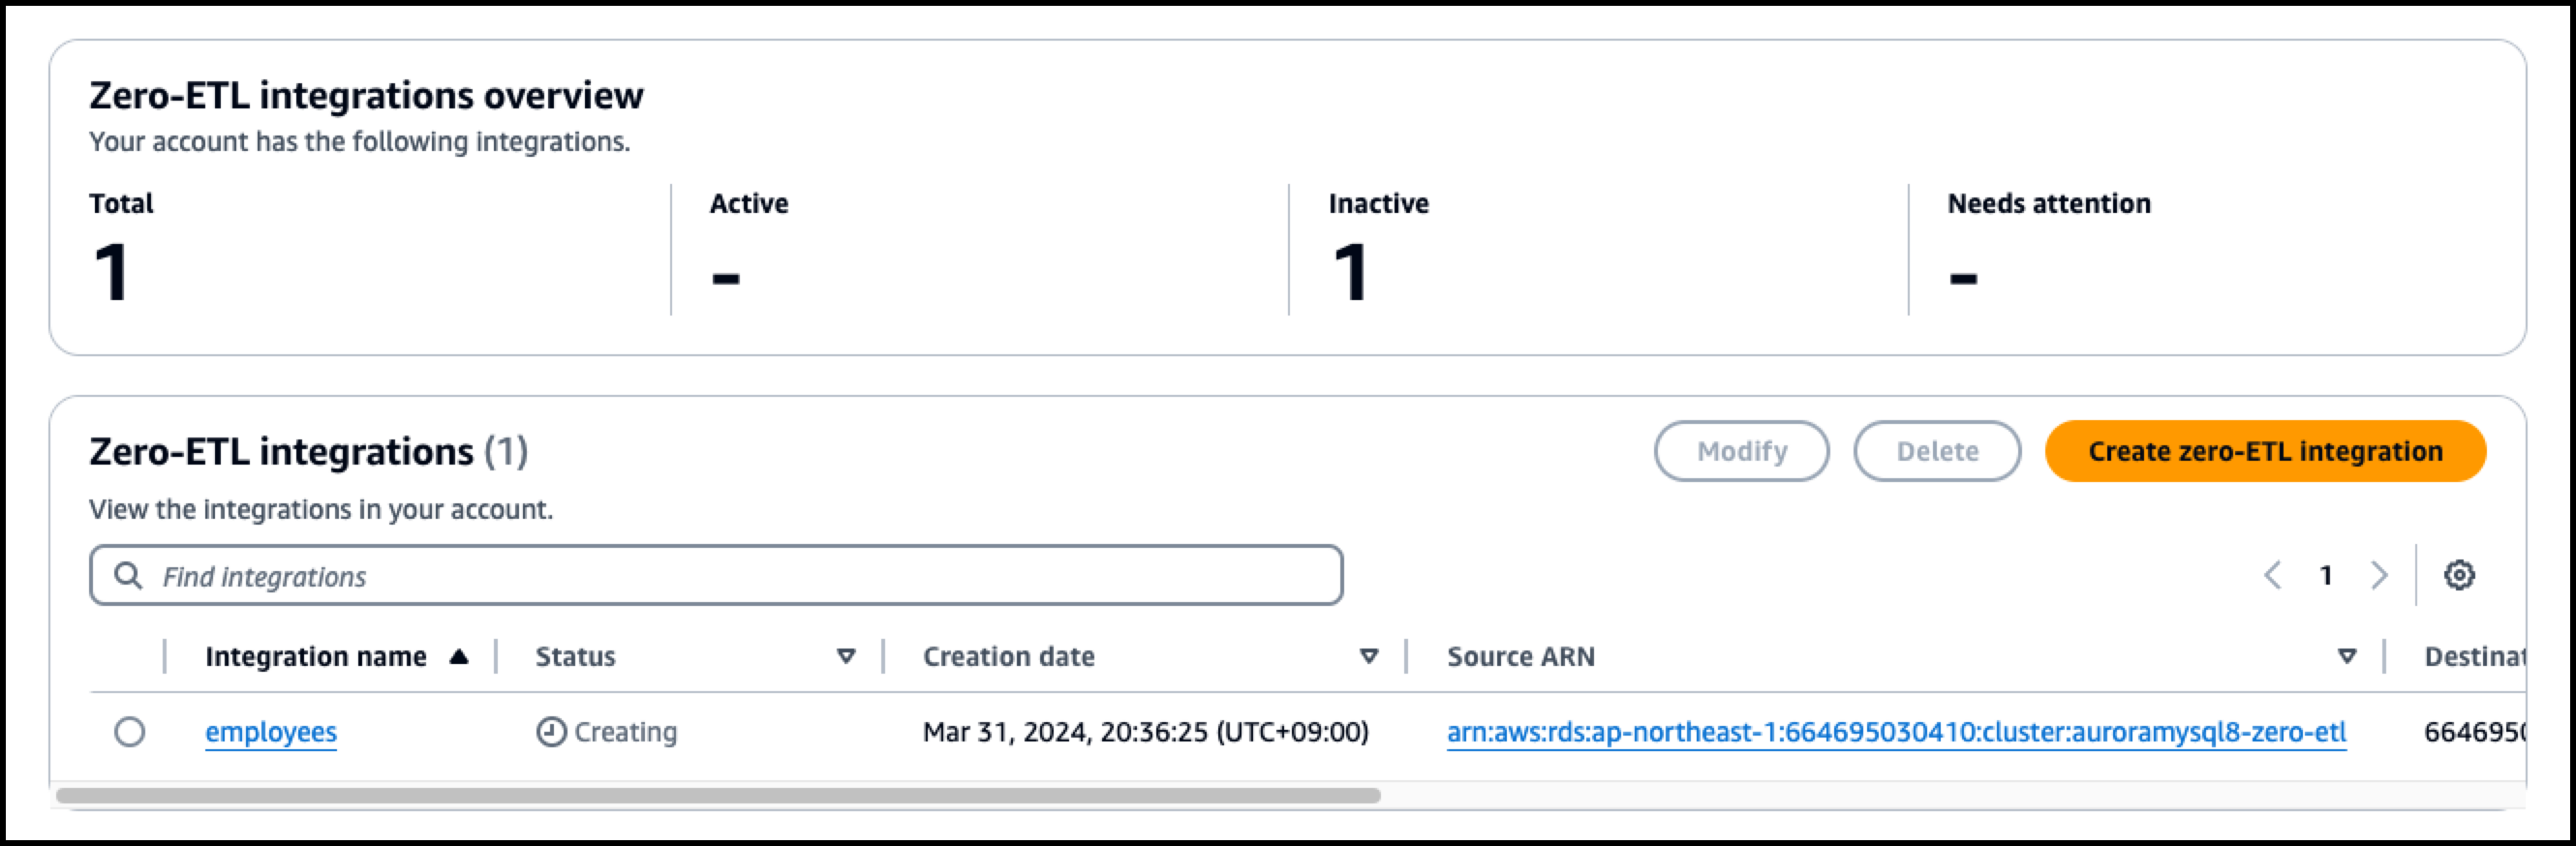 Zero-ETL integrations overview
Your account has the following integrations.
Total
1
Active
-
Inactive
1
Needs attention
-
Zero-ETL integrations (1)
Modify
Delete
Create zero-ETL integration
View the integrations in your account.
Find integrations
1
Integration name Status Creation date Source ARN Destinat
employees Creating Mar 31, 2024, 20:36:25 (UTC+09:00) arn:aws:rds:ap-northeast-1:664695030410:cluster:auroramysql8-zero-etl 664695